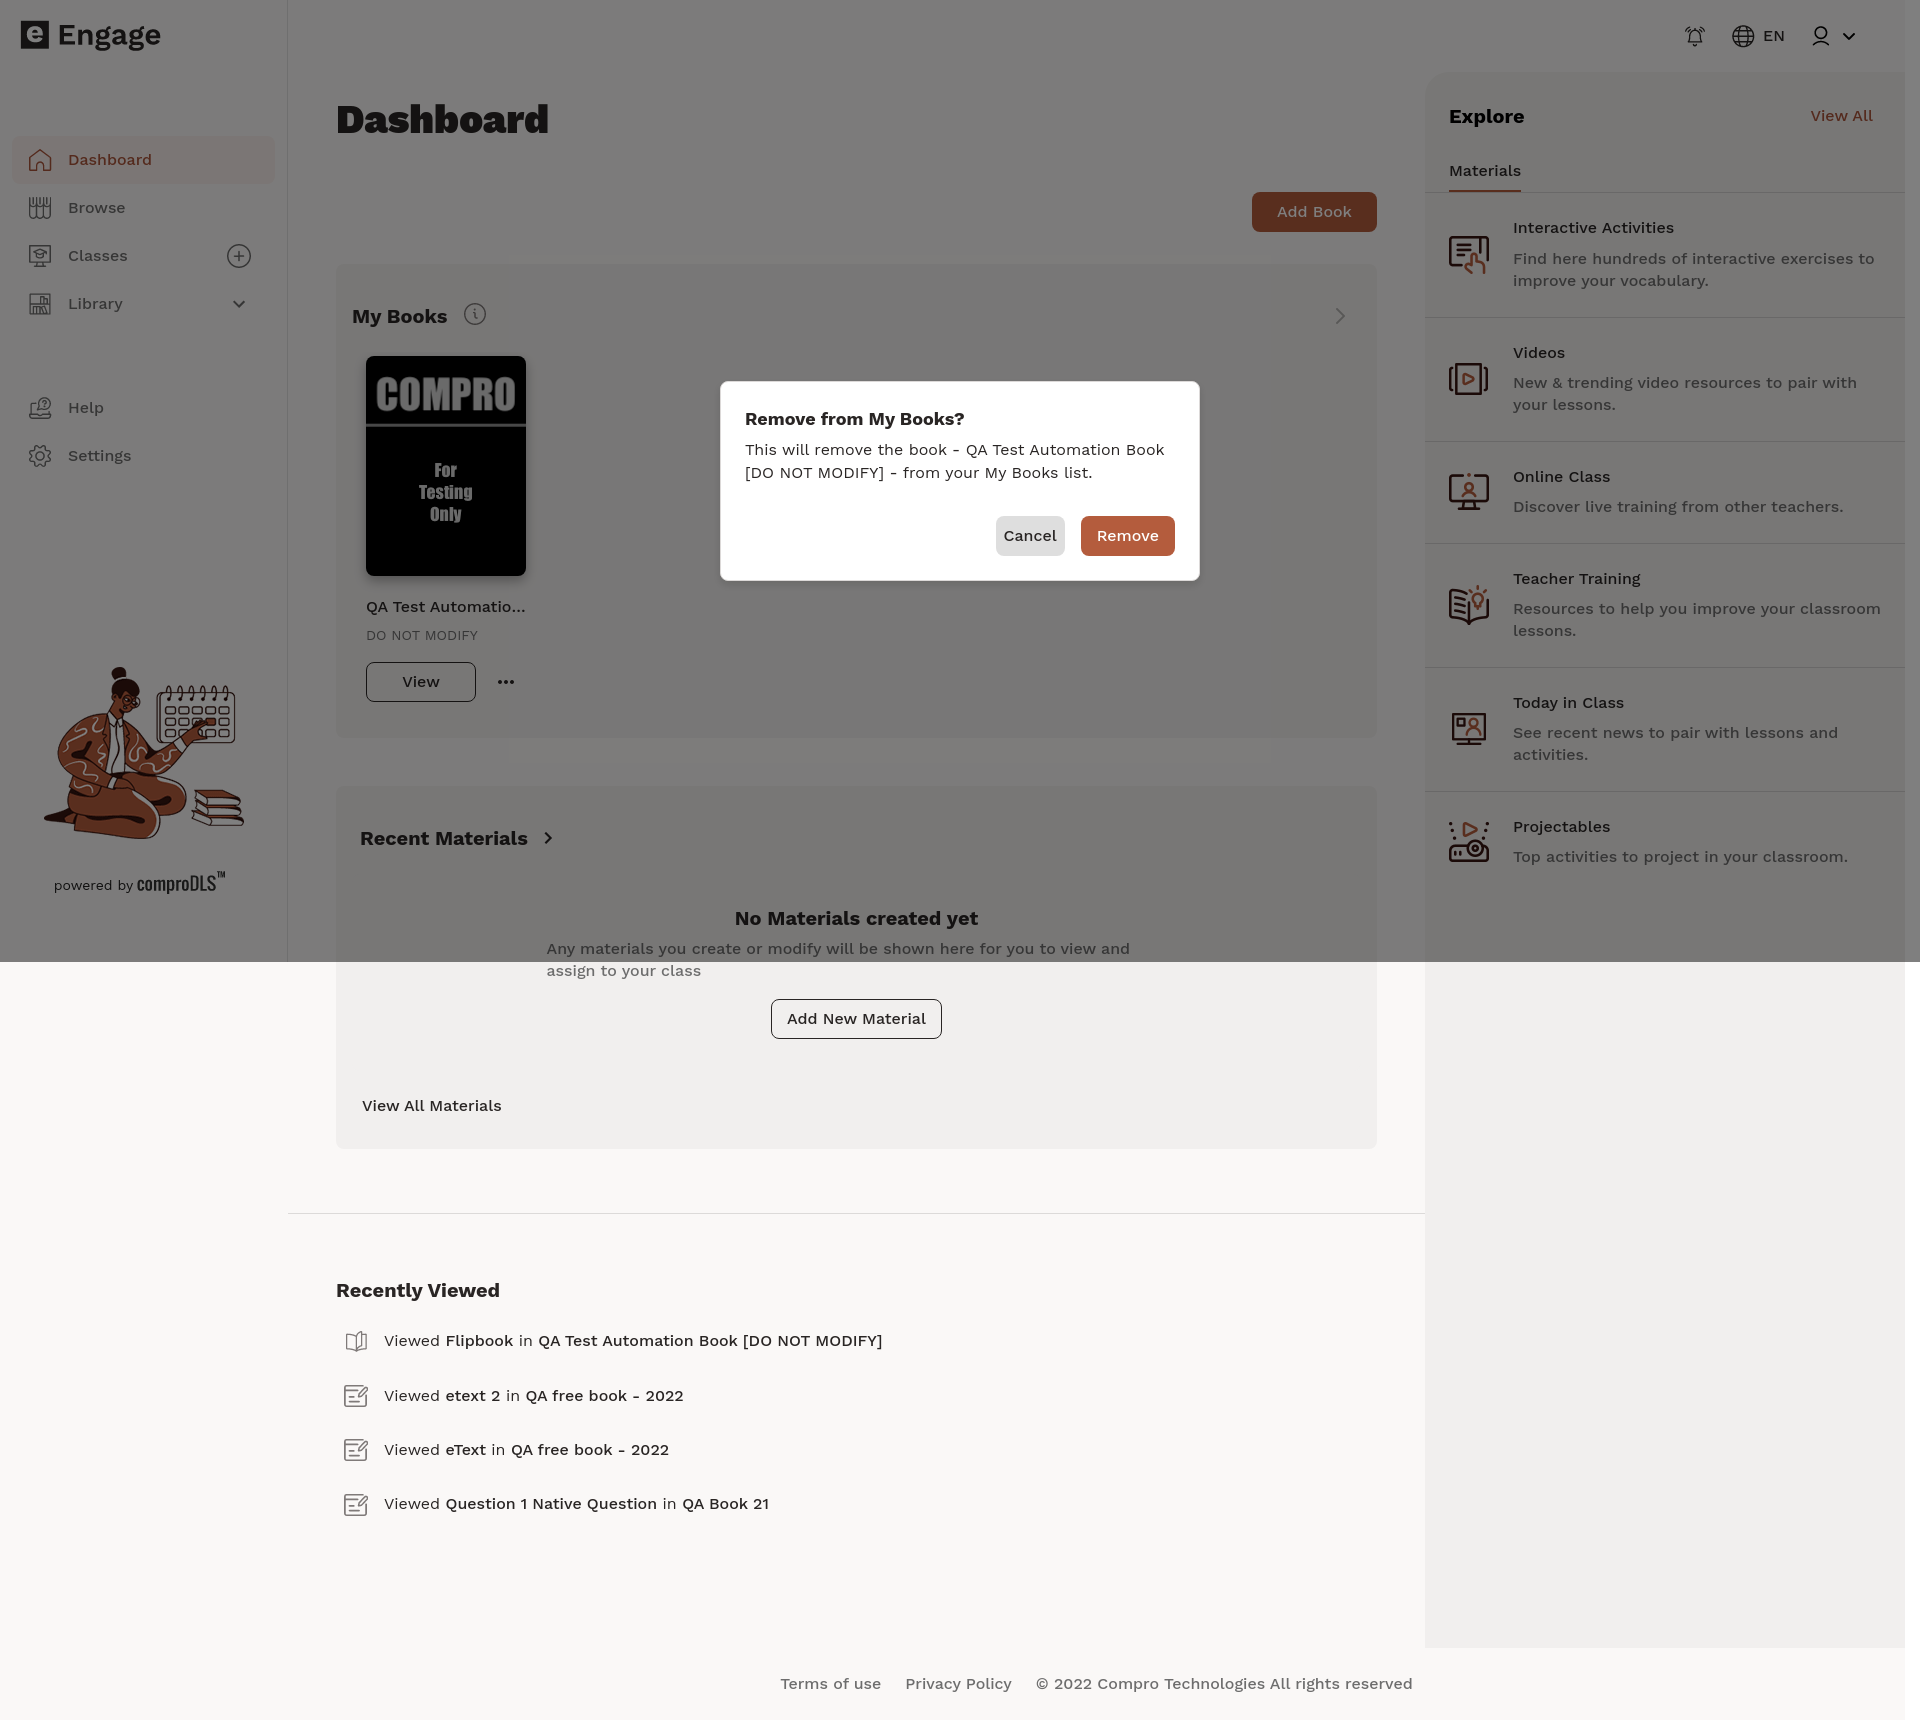 e Engage
EN
Dashboard
Browse
Classes
Library
Help
Settings
powered by comproDLS™
Dashboard
Add Book
My Books
COMPRO
For
Testing
Only
QA Test Automatio...
DO NOT MODIFY
View
Remove from My Books?
This will remove the book - QA Test Automation Book
[DO NOT MODIFY] - from your My Books list.
Cancel
Remove
Recent Materials
No Materials created yet
Any materials you create or modify will be shown here for you to view and
assign to your class
Add New Material
View All Materials
Recently Viewed
Viewed Flipbook in QA Test Automation Book [DO NOT MODIFY]
Viewed etext 2 in QA free book - 2022
Viewed eText in QA free book - 2022
Viewed Question 1 Native Question in QA Book 21
Explore
View All
Materials
Interactive Activities
Find here hundreds of interactive exercises to
improve your vocabulary.
Videos
New & trending video resources to pair with
your lessons.
Online Class
Discover live training from other teachers.
Teacher Training
Resources to help you improve your classroom
lessons.
Today in Class
See recent news to pair with lessons and
activities.
Projectables
Top activities to project in your classroom.
Terms of use
Privacy Policy
© 2022 Compro Technologies All rights reserved